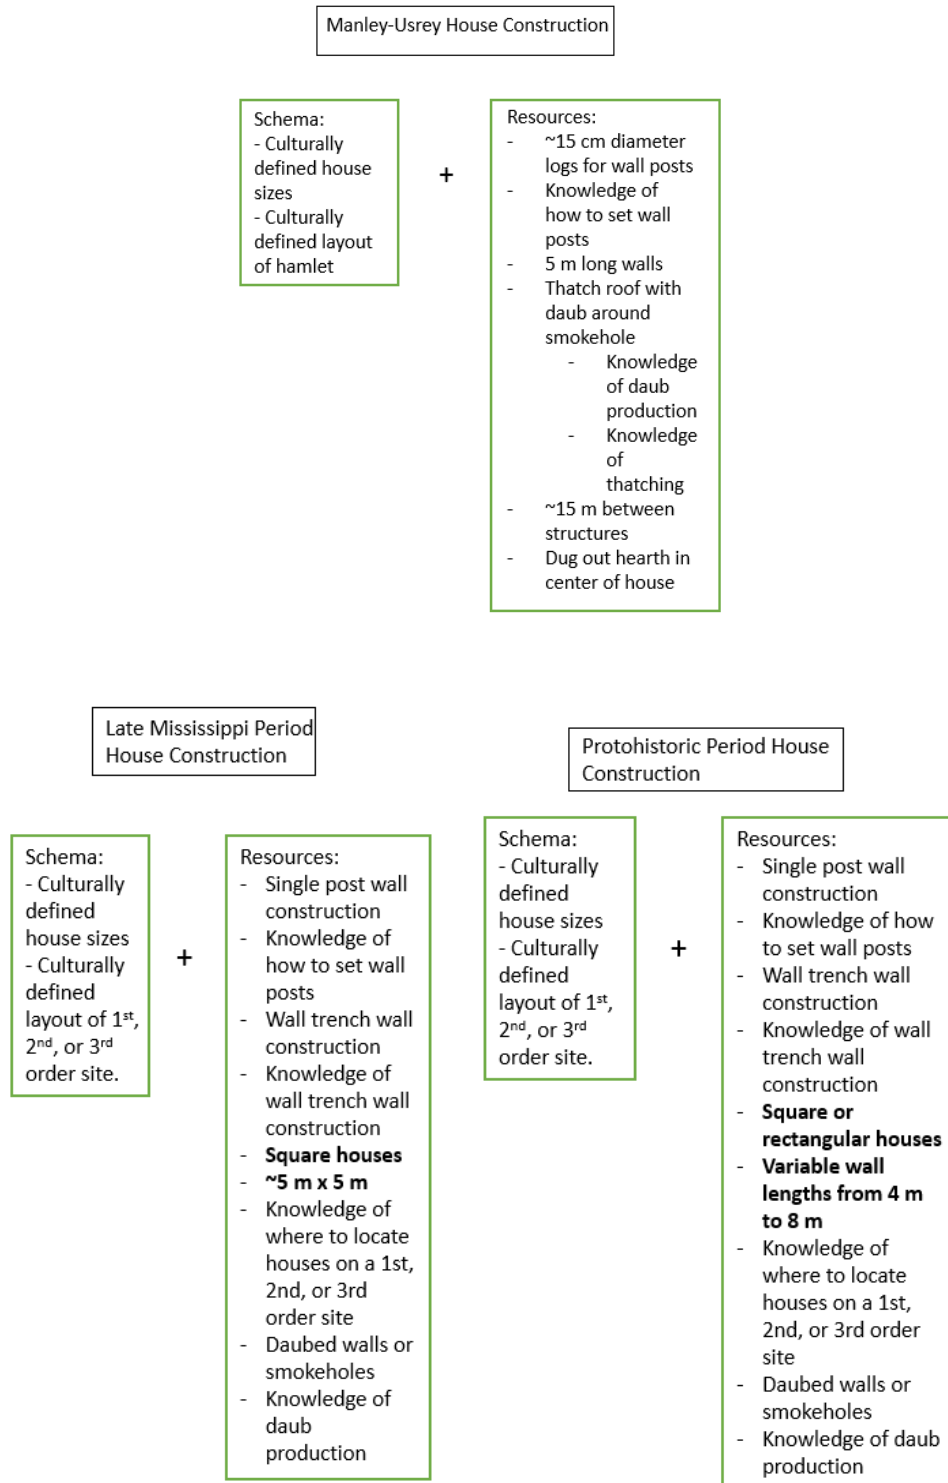 Manley-Usrey House Construction
Schema:
- Culturally
defined house
sizes
- Culturally
defined layout
of hamlet
+
Resources:
- ~15 cm diameter
logs for wall posts
- Knowledge of
how to set wall
posts
- 5 m long walls
- Thatch roof with
daub around
smokehole
- Knowledge
of daub
production
- Knowledge
of
thatching
- ~15 m between
structures
- Dug out hearth in
center of house
Late Mississippi Period
House Construction
Schema:
- Culturally
defined
house sizes
- Culturally
defined
layout of 1st,
2nd, or 3rd
order site.
+
Resources:
- Single post wall
construction
- Knowledge of
how to set wall
posts
- Wall trench wall
construction
- Knowledge of
wall trench wall
construction
- Square houses
- ~5 m x 5 m
- Knowledge of
where to locate
houses on a 1st,
2nd, or 3rd
order site
- Daubed walls or
smokeholes
- Knowledge of
daub
production
Protohistoric Period House
Construction
Schema:
- Culturally
defined
house sizes
- Culturally
defined
layout of 1st,
2nd, or 3rd
order site.
+
Resources:
- Single post wall
construction
- Knowledge of how
to set wall posts
- Wall trench wall
construction
- Knowledge of wall
trench wall
construction
- Square or
rectangular houses
- Variable wall
lengths from 4 m
to 8 m
- Knowledge of
where to locate
houses on a 1st,
2nd, or 3rd order
site
- Daubed walls or
smokeholes
- Knowledge of daub
production